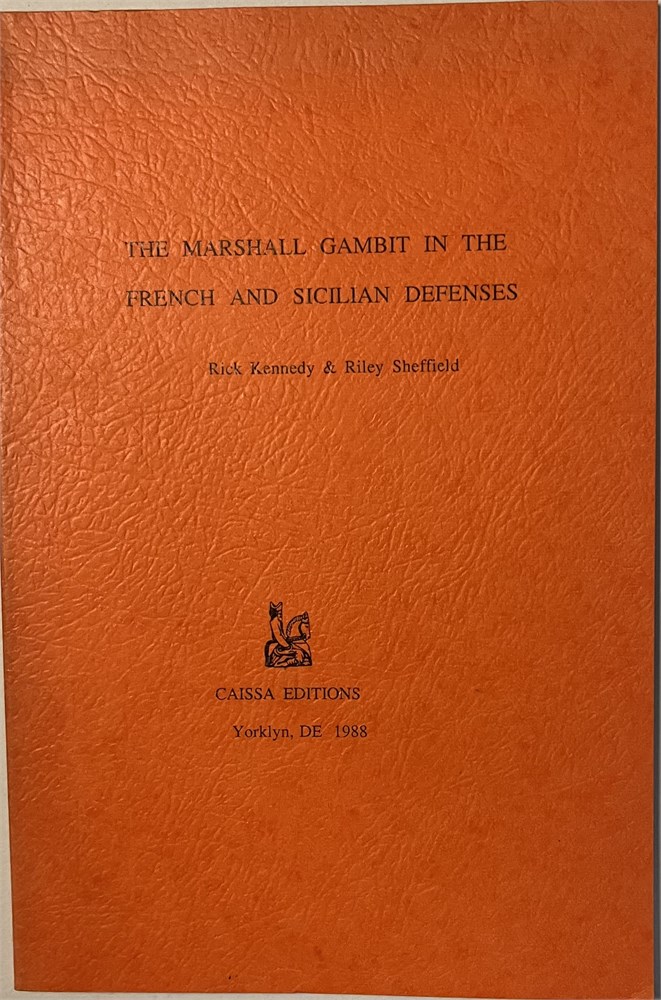 THE MARSHALL GAMBIT IN THE
FRENCH AND SICILIAN DEFENSES
Rick Kennedy & Riley Sheffield
CAISSA EDITIONS
Yorklyn, DE 1988